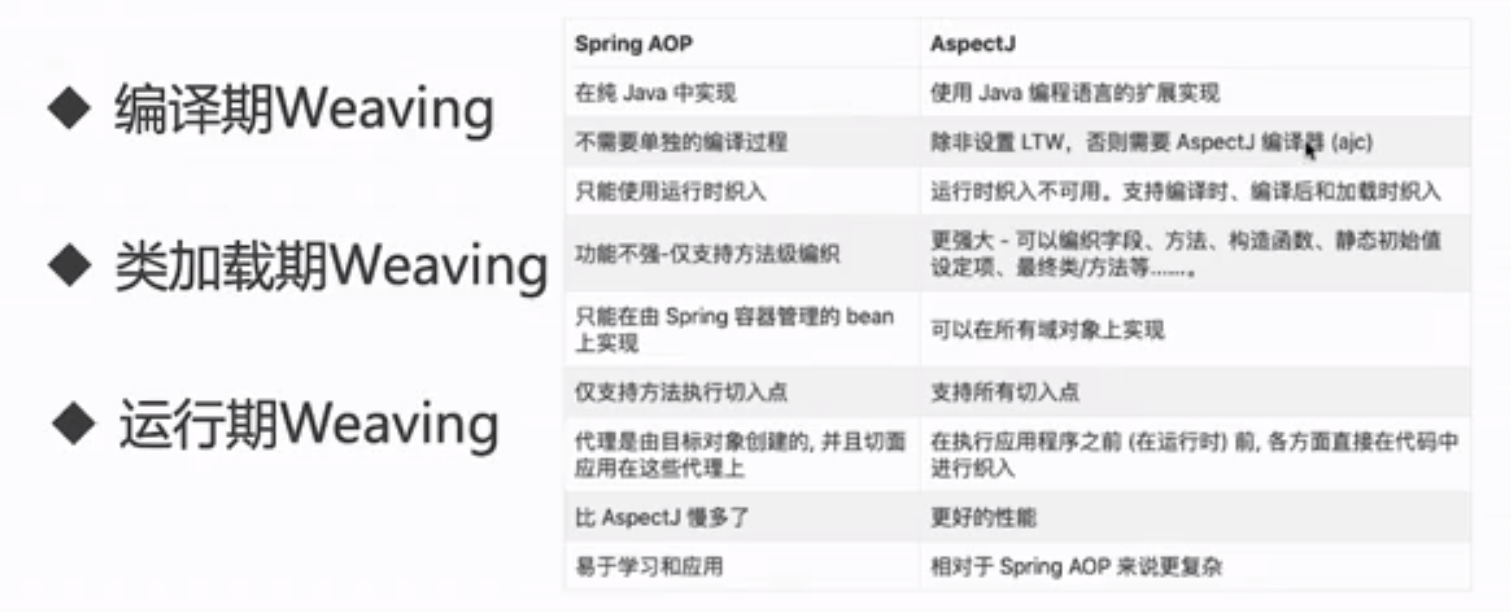 ◆ 编译期Weaving
◆ 类加载期Weaving
◆ 运行期Weaving
Spring AOP AspectJ
在纯 Java 中实现 使用 Java 编程语言的扩展实现
不需要单独的编译过程 除非设置 LTW，否则需要 AspectJ 编译器 (ajc)
只能使用运行时织入 运行时织入不可用。支持编译时、编译后和加载时织入
功能不强-仅支持方法级编织 更强大 - 可以编织字段、方法、构造函数、静态初始值
设定项、最终类/方法等......。
只能在由 Spring 容器管理的 bean
上实现 可以在所有域对象上实现
仅支持方法执行切入点 支持所有切入点
代理是由目标对象创建的, 并且切面
应用在这些代理上 在执行应用程序之前 (在运行时) 前, 各方面直接在代码中
进行织入
比 AspectJ 慢多了 更好的性能
易于学习和应用 相对于 Spring AOP 来说更复杂